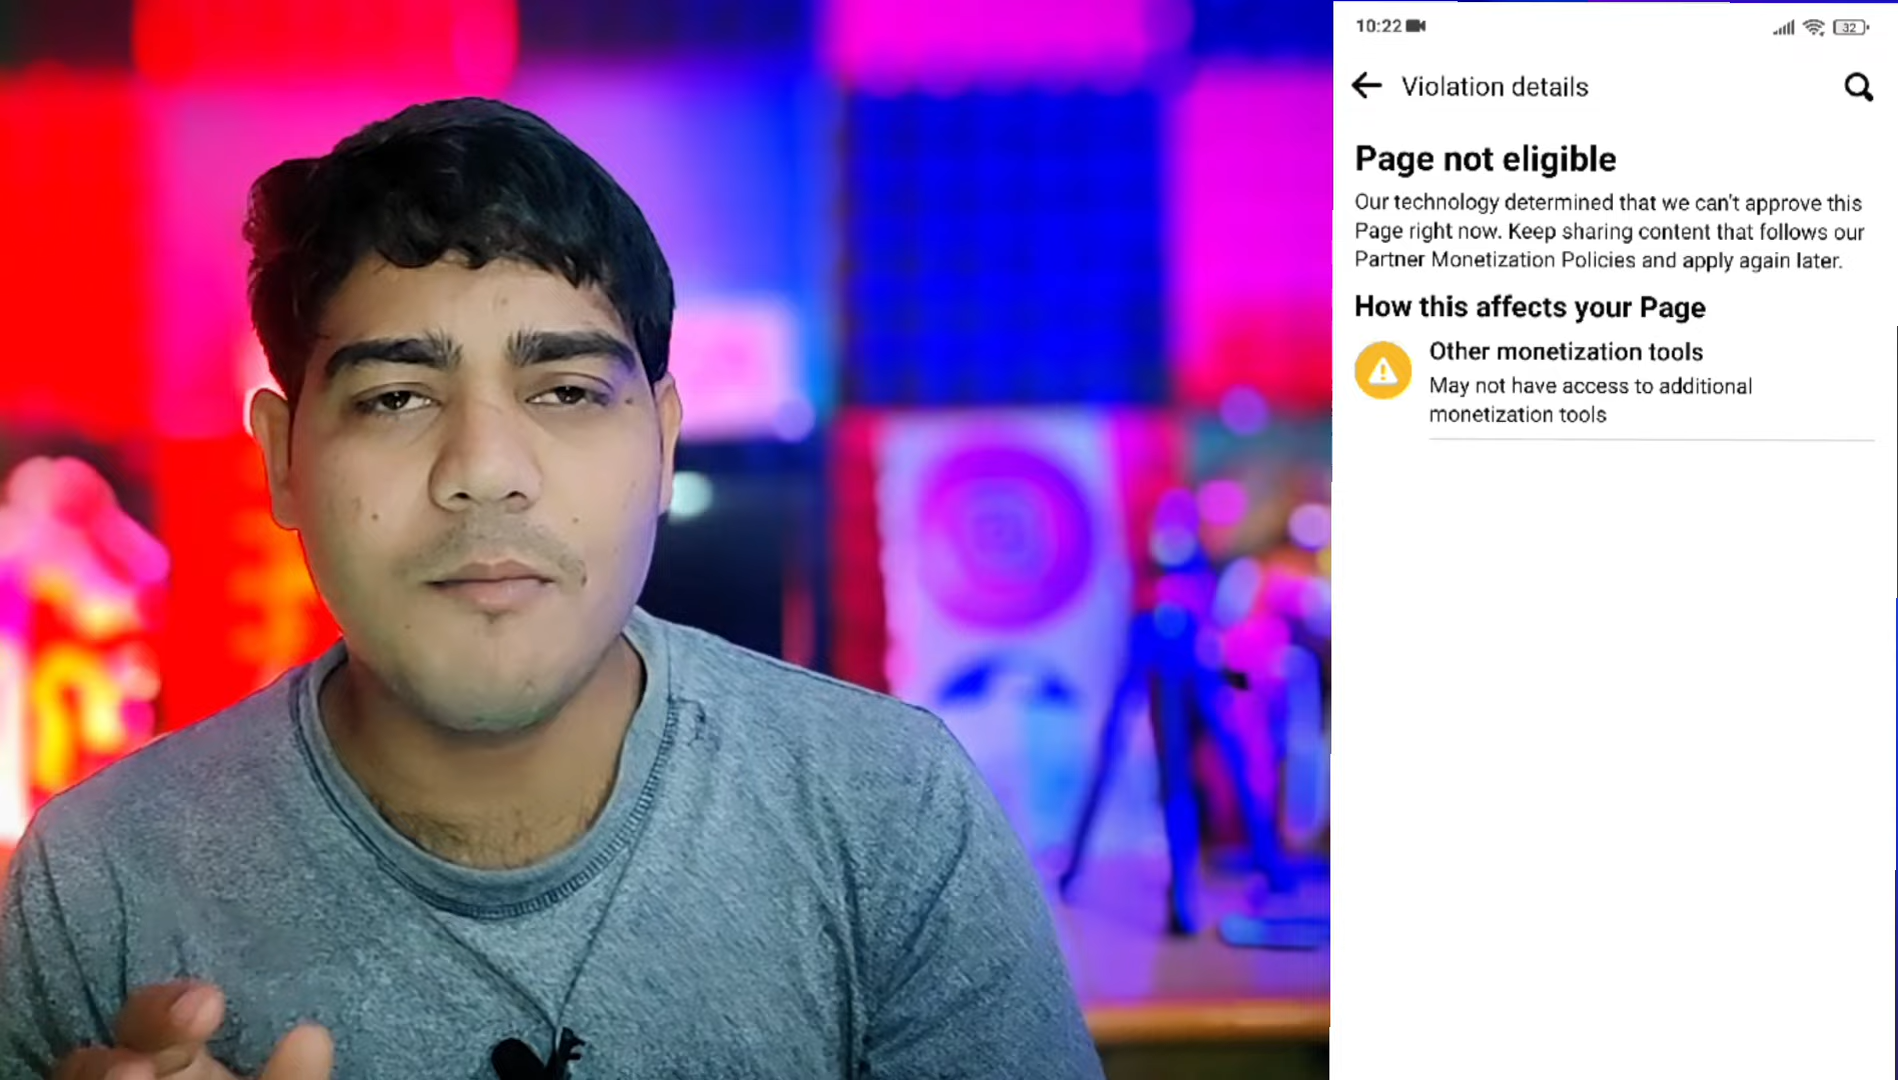 10:22
32
Violation details
Page not eligible
Our technology determined that we can't approve this
Page right now. Keep sharing content that follows our
Partner Monetization Policies and apply again later.
How this affects your Page
Other monetization tools
May not have access to additional
monetization tools